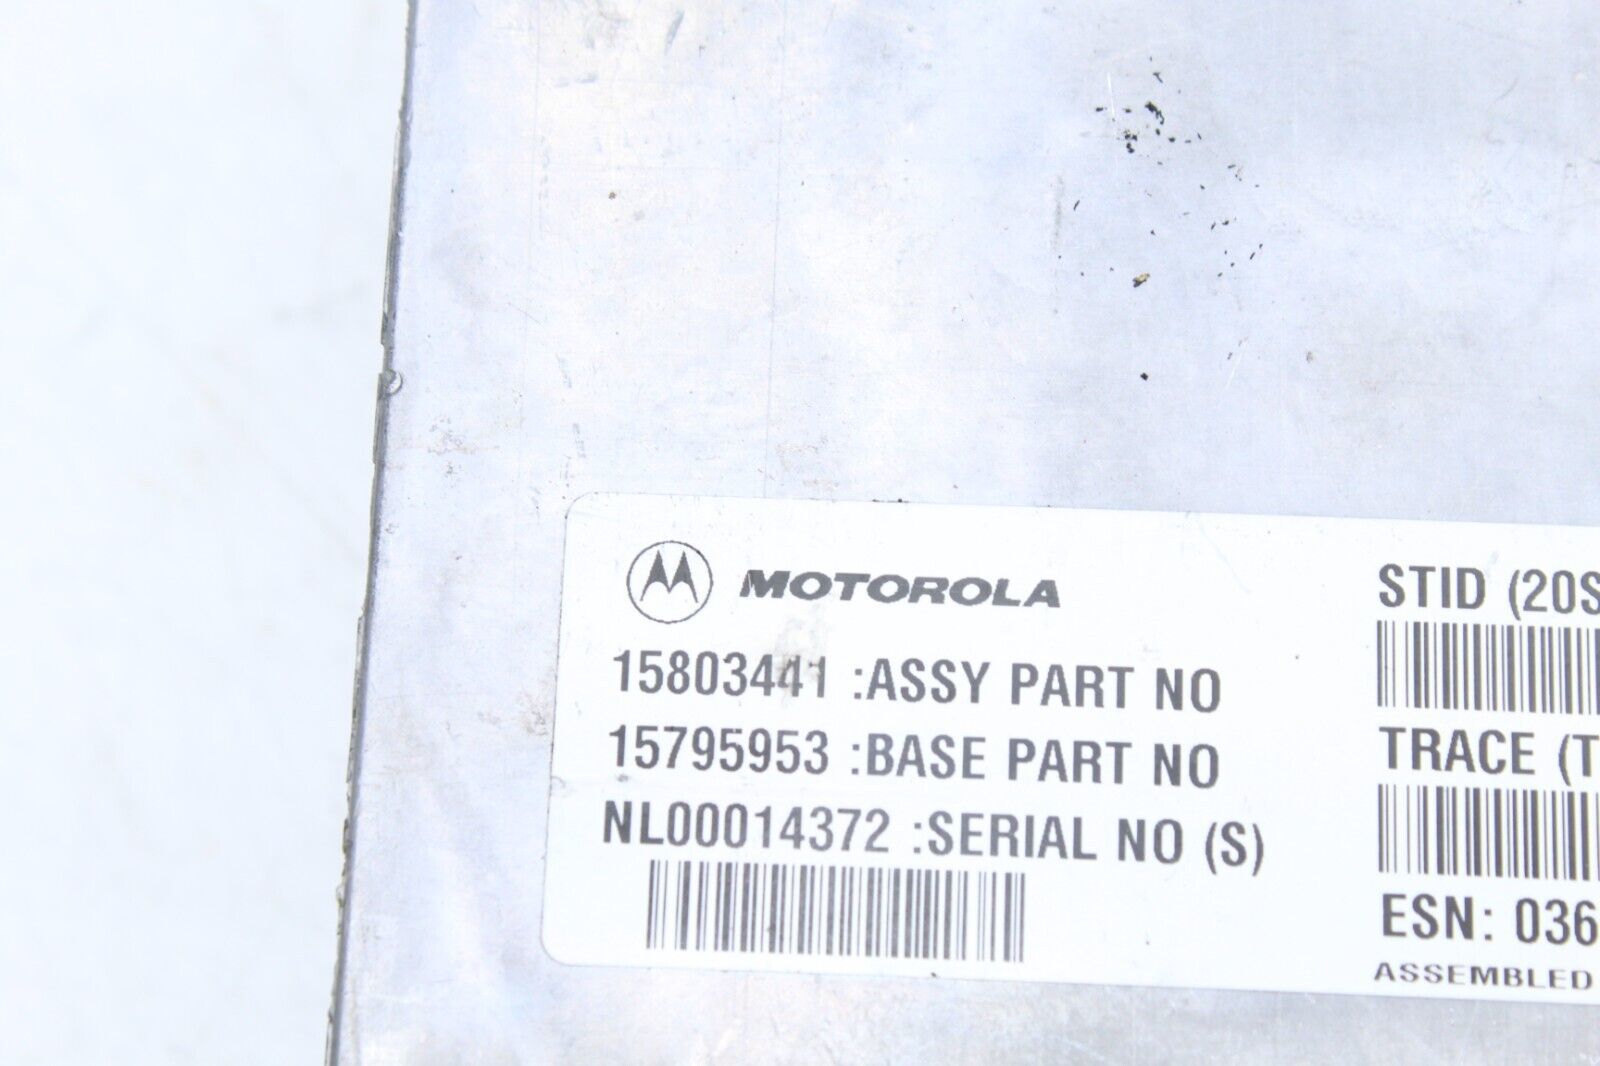 MOTOROLA
15803441 :ASSY PART NO
15795953 :BASE PART NO
NL00014372 :SERIAL NO (S)
STID (20S
TRACE (T
ESN: 036
ASSEMBLED